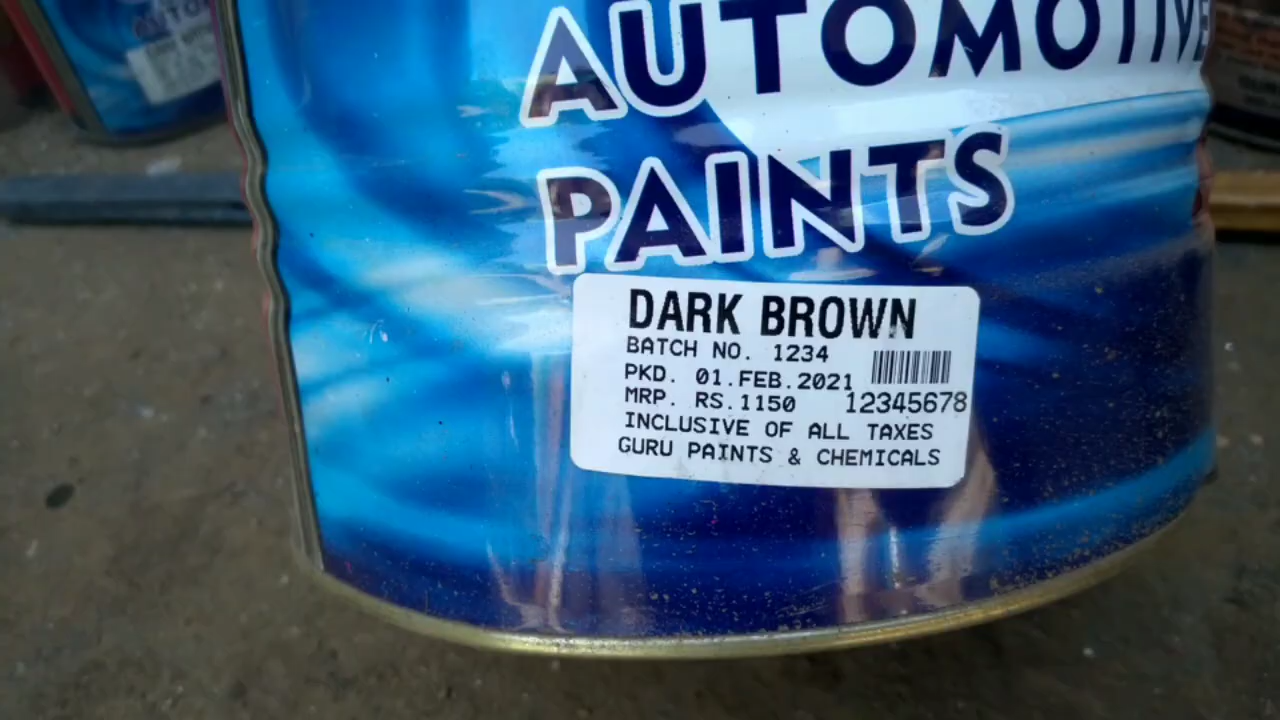 AUTOMOTIVE
PAINTS
DARK BROWN
BATCH NO. 1234
PKD. 01.FEB.2021
MRP. RS.1150 12345678
INCLUSIVE OF ALL TAXES
GURU PAINTS & CHEMICALS